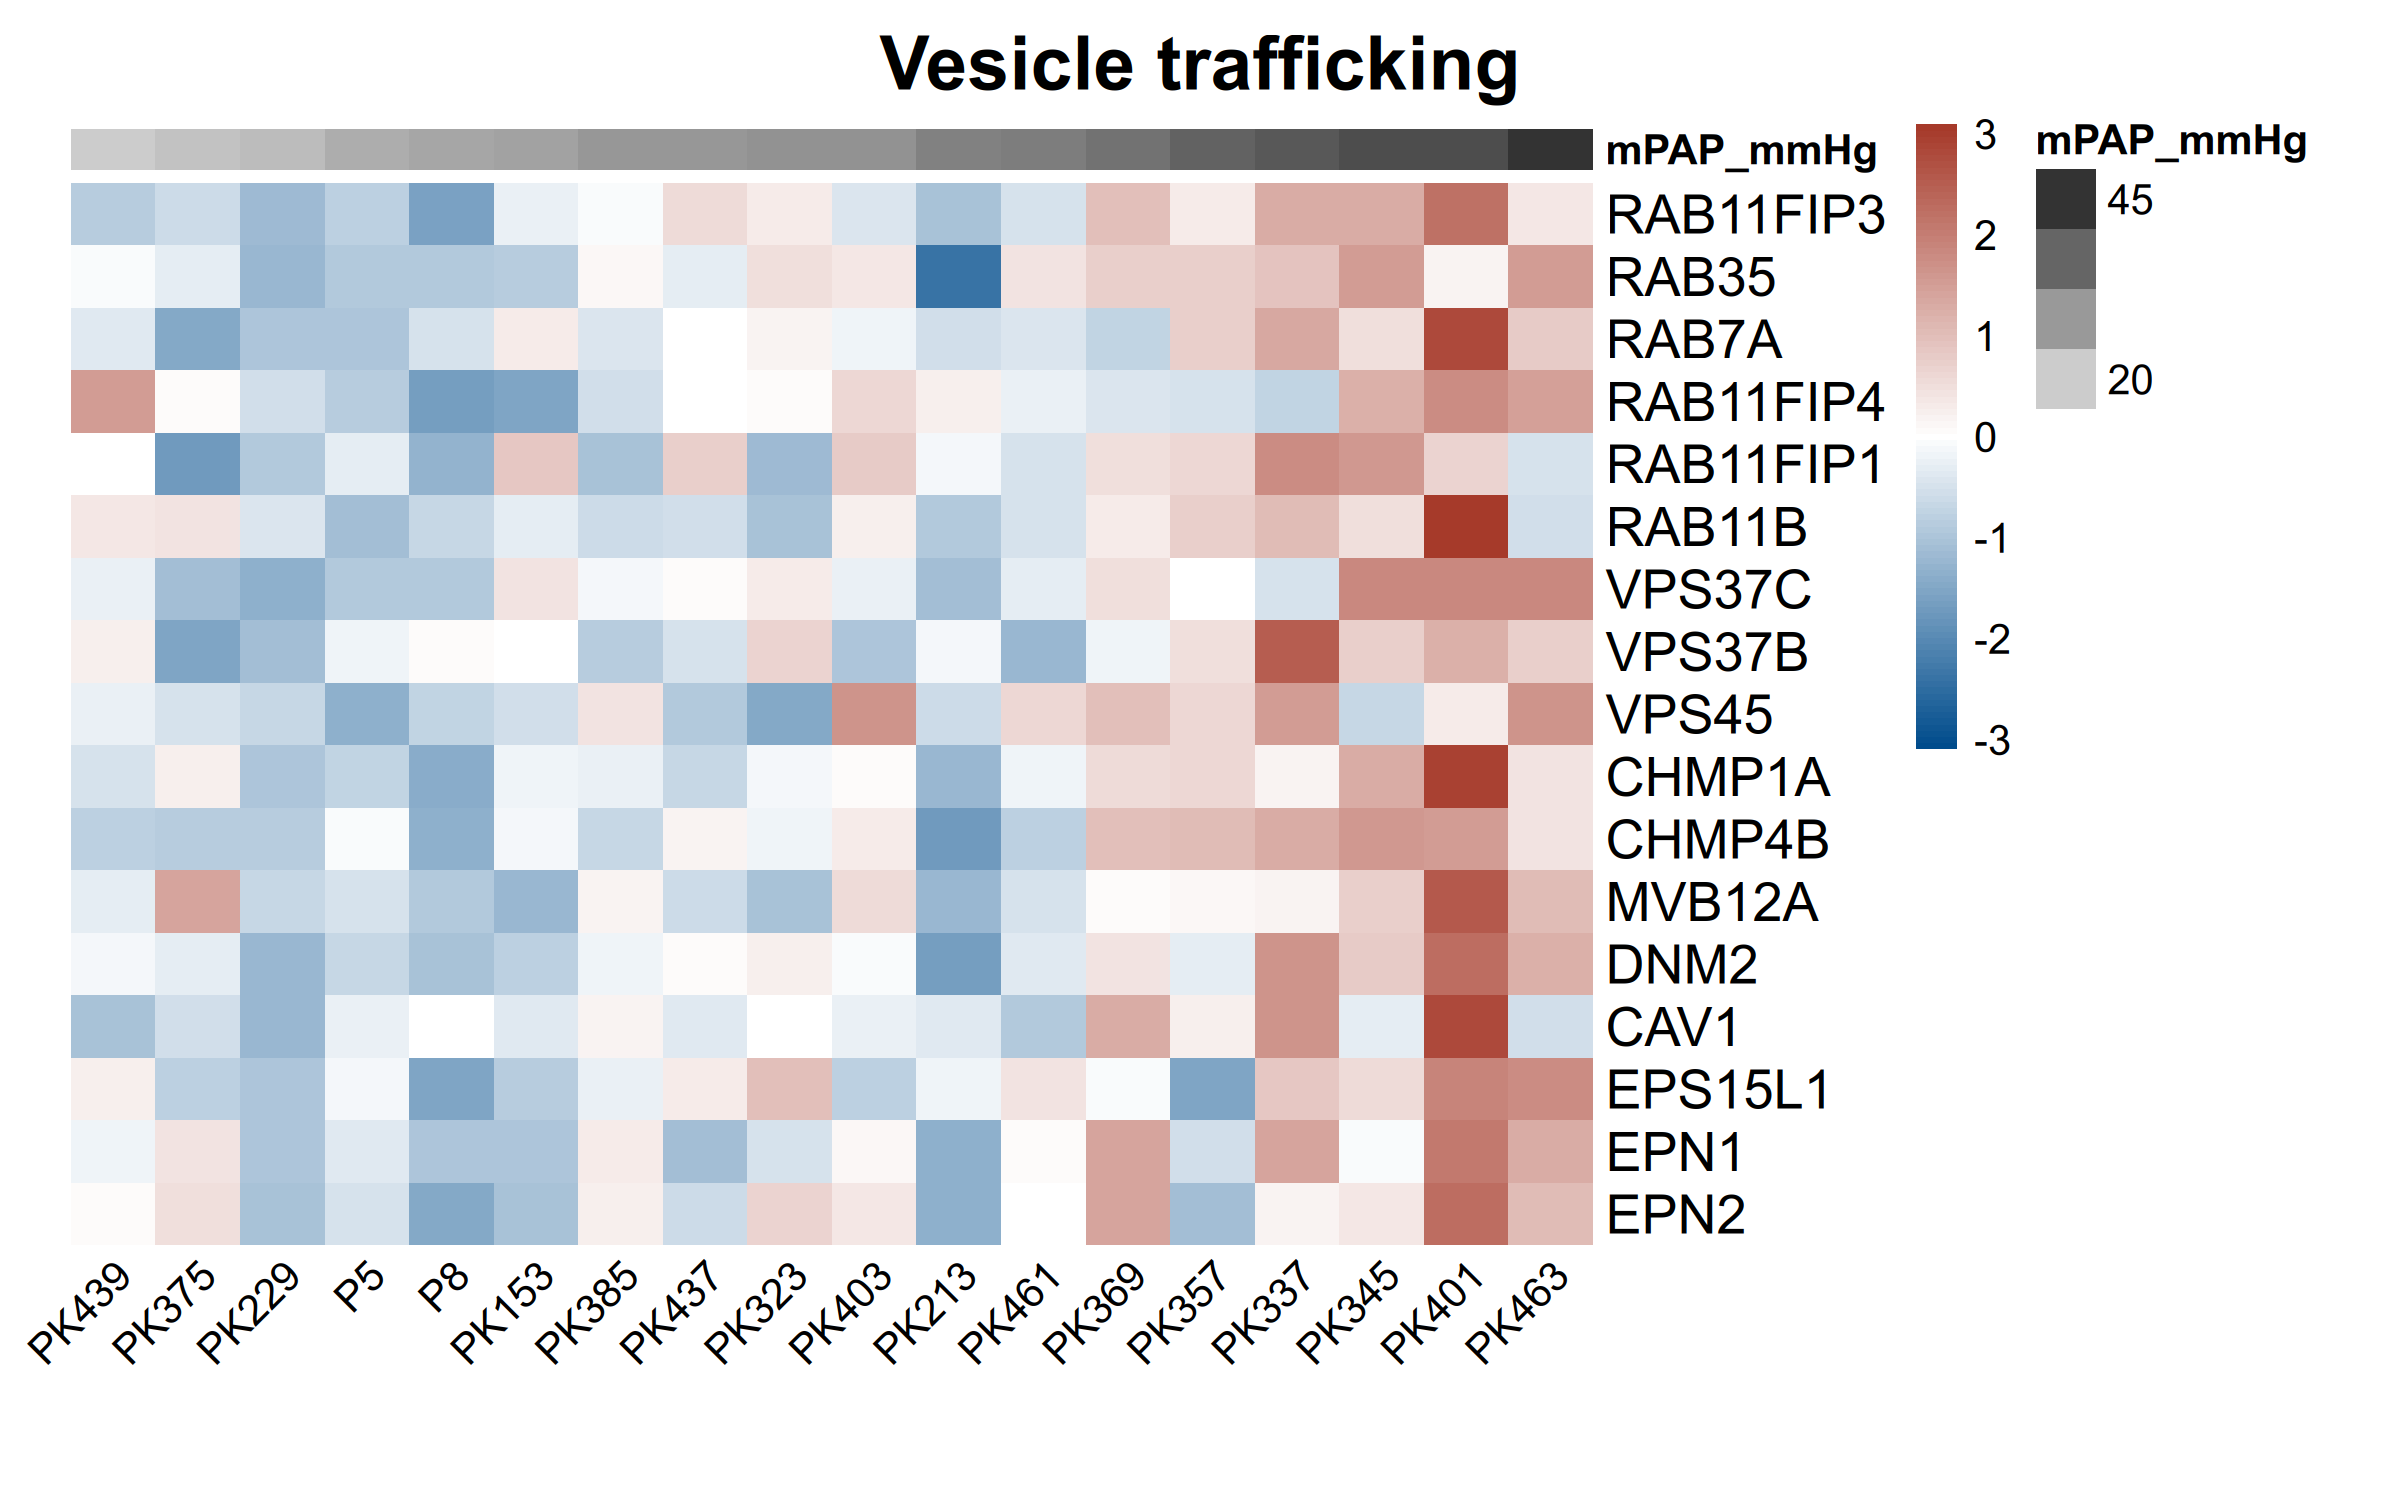 Vesicle trafficking
mPAP_mmHg
RAB11FIP3
RAB35
RAB7A
RAB11FIP4
RAB11FIP1
RAB11B
VPS37C
VPS37B
VPS45
CHMP1A
CHMP4B
MVB12A
DNM2
CAV1
EPS15L1
EPN1
EPN2
3
2
1
0
-1
-2
-3
mPAP_mmHg
45
20
PK439
PK375
PK229
P5
P8
PK153
PK385
PK437
PK323
PK403
PK213
PK461
PK369
PK357
PK337
PK345
PK401
PK463